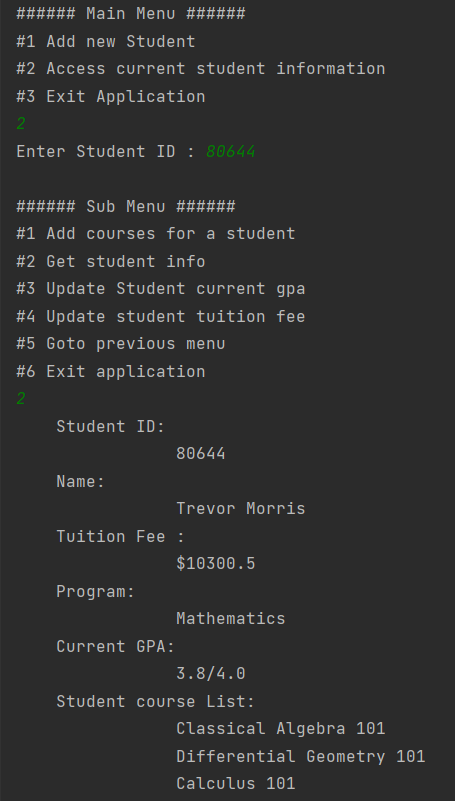 ###### Main Menu ######
#1 Add new Student
#2 Access current student information
#3 Exit Application
2
Enter Student ID : 80644
###### Sub Menu ######
#1 Add courses for a student
#2 Get student info
#3 Update Student current gpa
#4 Update student tuition fee
#5 Goto previous menu
#6 Exit application
2
Student ID:
80644
Name:
Trevor Morris
Tuition Fee :
$10300.5
Program:
Mathematics
Current GPA:
3.8/4.0
Student course List:
Classical Algebra 101
Differential Geometry 101
Calculus 101